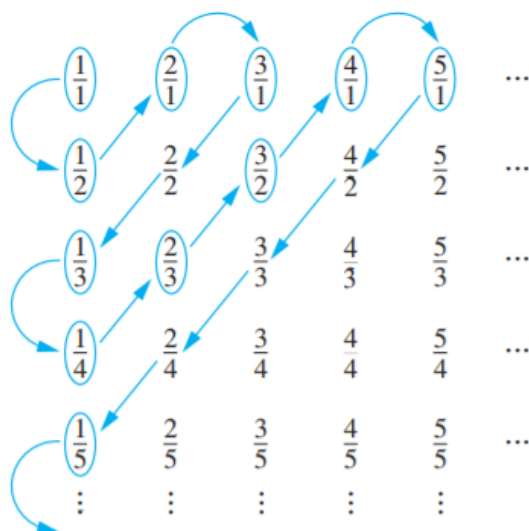 1/1 2/1 3/1 4/1 5/1 ...
1/2 2/2 3/2 4/2 5/2 ...
1/3 2/3 3/3 4/3 5/3 ...
1/4 2/4 3/4 4/4 5/4 ...
1/5 2/5 3/5 4/5 5/5 ...
⋮ ⋮ ⋮ ⋮ ⋮